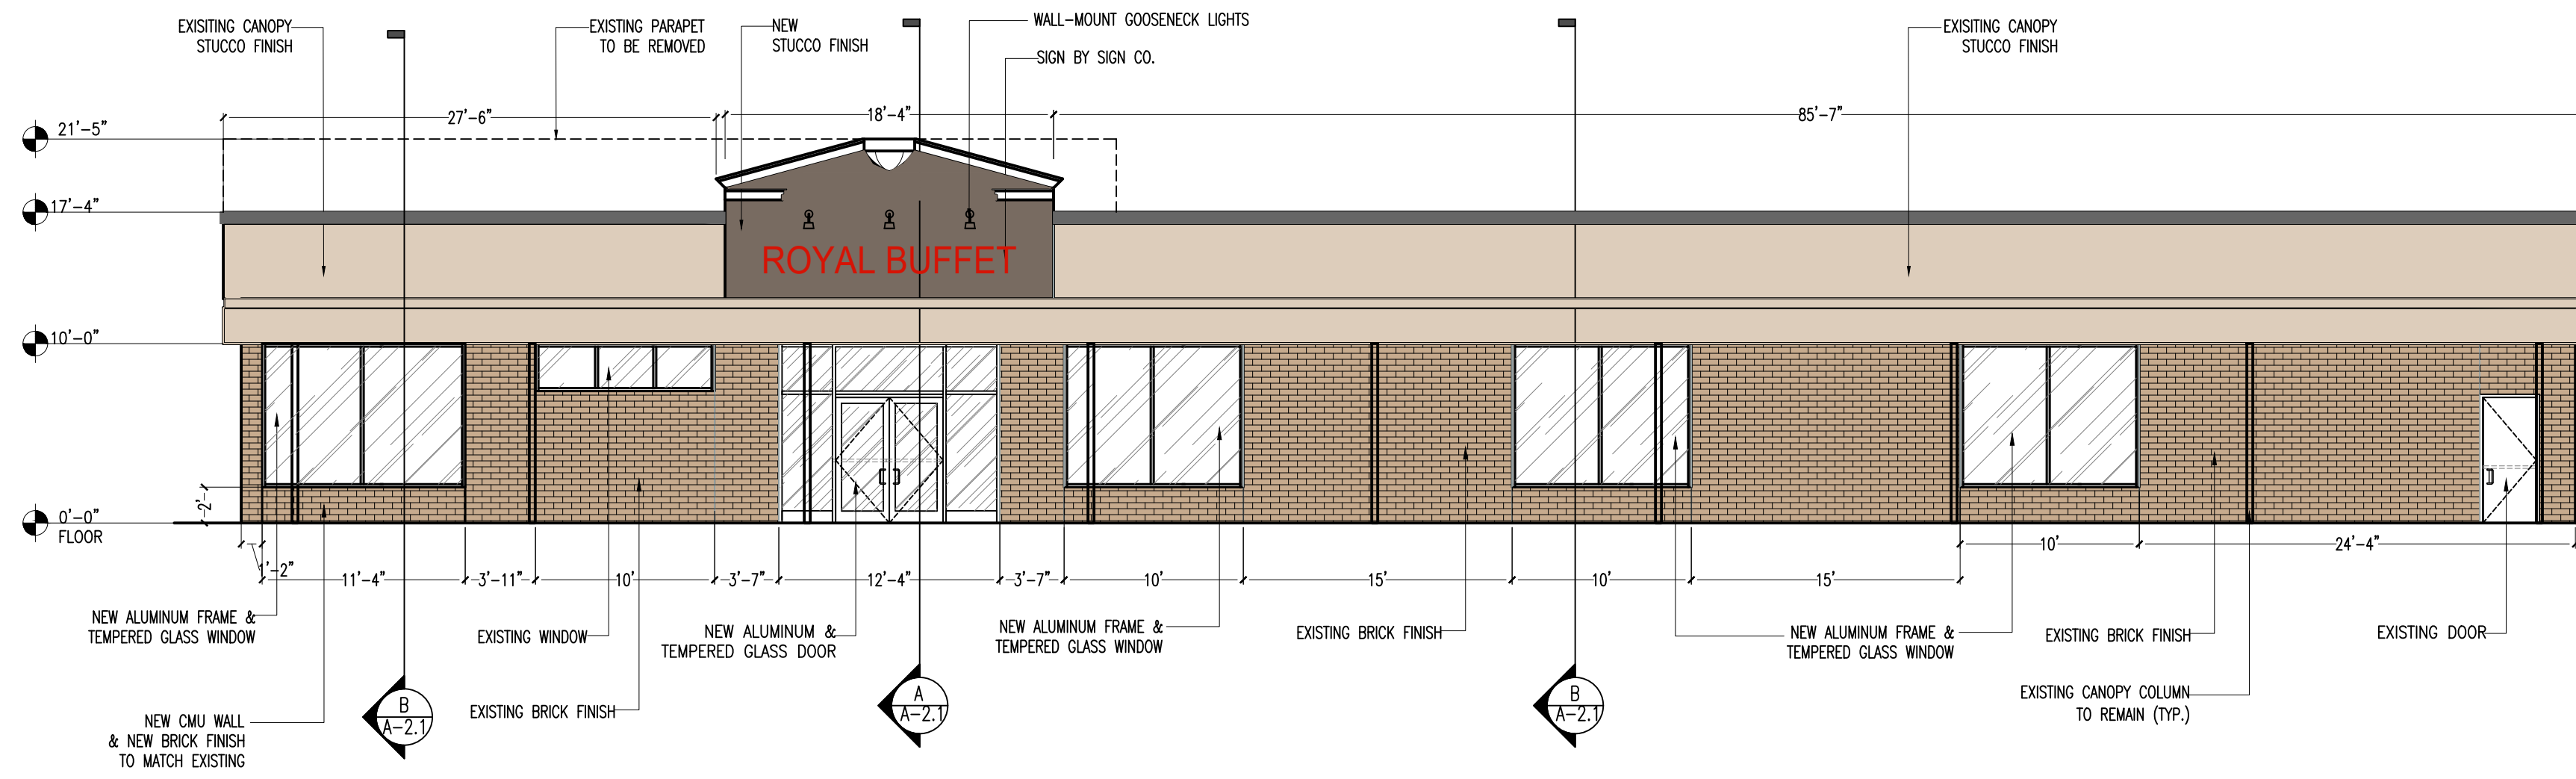 EXISITING CANOPY
STUCCO FINISH
EXISTING PARAPET
TO BE REMOVED
NEW
STUCCO FINISH
WALL-MOUNT GOOSENECK LIGHTS
SIGN BY SIGN CO.
EXISITING CANOPY
STUCCO FINISH
27'-6"
18'-4"
85'-7"
21'-5"
17'-4"
ROYAL BUFFET
10'-0"
2'
0'-0"
FLOOR
10'
24'-4"
1'-2"
11'-4"
3'-11"
10'
3'-7"
12'-4"
3'-7"
10'
15'
10'
15'
NEW ALUMINUM FRAME &
TEMPERED GLASS WINDOW
EXISTING WINDOW
NEW ALUMINUM &
TEMPERED GLASS DOOR
NEW ALUMINUM FRAME &
TEMPERED GLASS WINDOW
EXISTING BRICK FINISH
NEW ALUMINUM FRAME &
TEMPERED GLASS WINDOW
EXISTING BRICK FINISH
EXISTING DOOR
NEW CMU WALL
& NEW BRICK FINISH
TO MATCH EXISTING
B
A-2.1
EXISTING BRICK FINISH
A
A-2.1
B
A-2.1
EXISTING CANOPY COLUMN
TO REMAIN (TYP.)